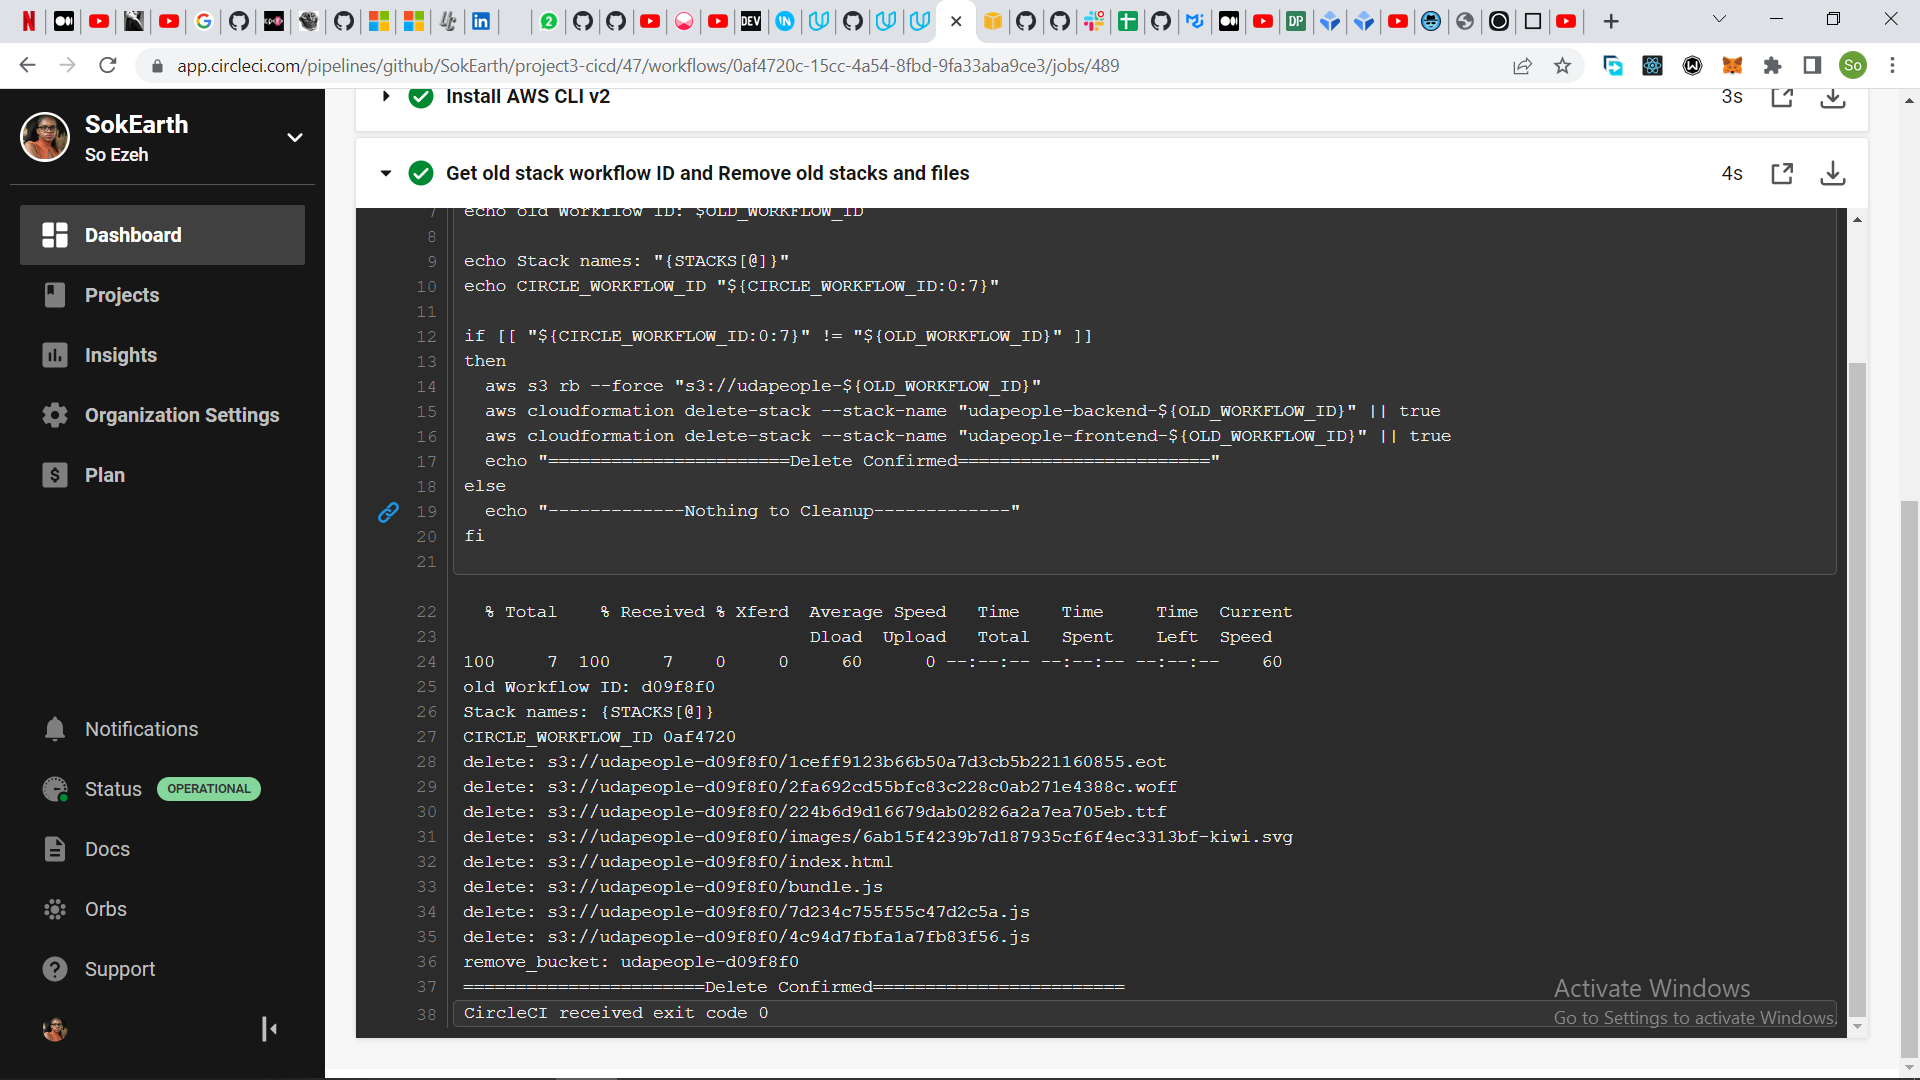 DEV
DP
app.circleci.com/pipelines/github/SokEarth/project3-cicd/47/workflows/0af4720c-15cc-4a54-8fbd-9fa33aba9ce3/jobs/489
So
SokEarth
So Ezeh
Dashboard
Projects
Insights
Organization Settings
Plan
Notifications
Status OPERATIONAL
Docs
Orbs
Support
Install AWS CLI v2 3s
Get old stack workflow ID and Remove old stacks and files 4s
7 echo old Workflow ID: $OLD_WORKFLOW_ID
8
9 echo Stack names: "{STACKS[@]}"
10 echo CIRCLE_WORKFLOW_ID "${CIRCLE_WORKFLOW_ID:0:7}"
11
12 if [[ "${CIRCLE_WORKFLOW_ID:0:7}" != "${OLD_WORKFLOW_ID}" ]]
13 then
14 aws s3 rb --force "s3://udapeople-${OLD_WORKFLOW_ID}"
15 aws cloudformation delete-stack --stack-name "udapeople-backend-${OLD_WORKFLOW_ID}" || true
16 aws cloudformation delete-stack --stack-name "udapeople-frontend-${OLD_WORKFLOW_ID}" || true
17 echo "=======================Delete Confirmed========================"
18 else
19 echo "-------------Nothing to Cleanup-------------"
20 fi
21
22 % Total % Received % Xferd Average Speed Time Time Time Current
23 Dload Upload Total Spent Left Speed
24 100 7 100 7 0 0 60 0 --:--:-- --:--:-- --:--:-- 60
25 old Workflow ID: d09f8f0
26 Stack names: {STACKS[@]}
27 CIRCLE_WORKFLOW_ID 0af4720
28 delete: s3://udapeople-d09f8f0/1ceff9123b66b50a7d3cb5b221160855.eot
29 delete: s3://udapeople-d09f8f0/2fa692cd55bfc83c228c0ab271e4388c.woff
30 delete: s3://udapeople-d09f8f0/224b6d9d16679dab02826a2a7ea705eb.ttf
31 delete: s3://udapeople-d09f8f0/images/6ab15f4239b7d187935cf6f4ec3313bf-kiwi.svg
32 delete: s3://udapeople-d09f8f0/index.html
33 delete: s3://udapeople-d09f8f0/bundle.js
34 delete: s3://udapeople-d09f8f0/7d234c755f55c47d2c5a.js
35 delete: s3://udapeople-d09f8f0/4c94d7fbfa1a7fb83f56.js
36 remove_bucket: udapeople-d09f8f0
37 =======================Delete Confirmed========================
38 CircleCI received exit code 0
Activate Windows
Go to Settings to activate Windows.